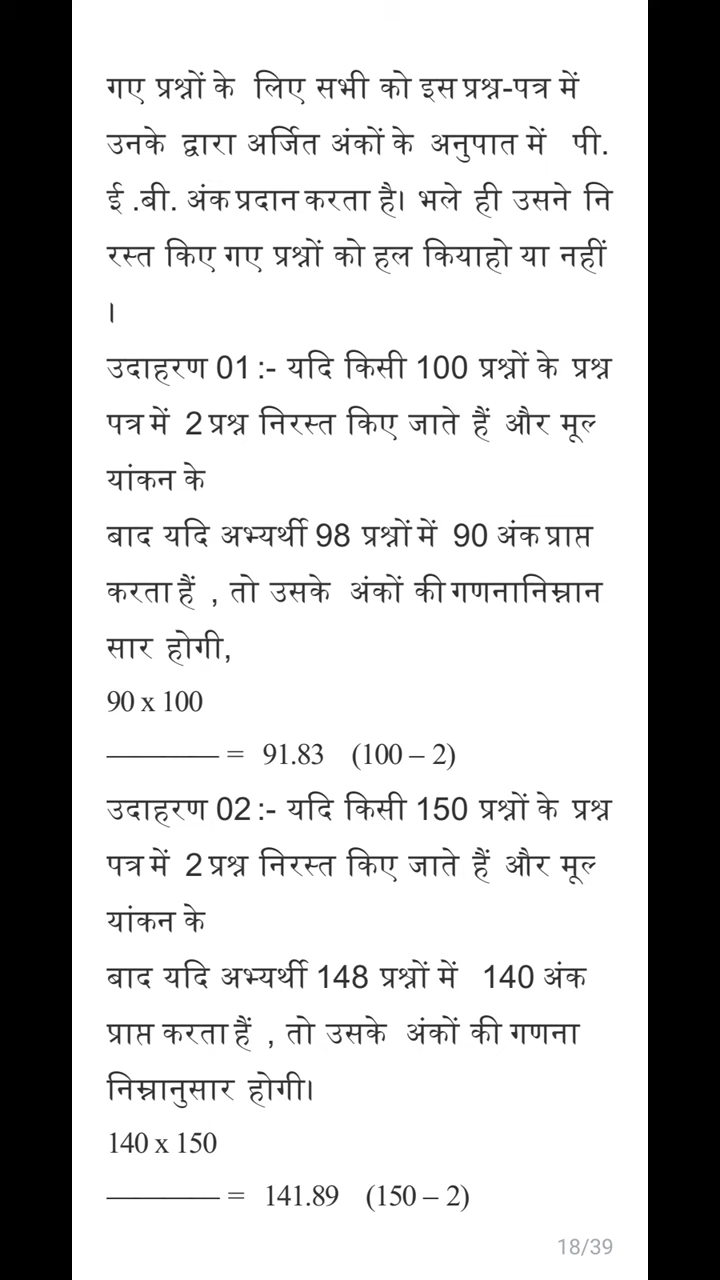 गए प्रश्नों के लिए सभी को इस प्रश्न-पत्र में
उनके द्वारा अर्जित अंकों के अनुपात में पी.
ई .बी. अंक प्रदान करता है। भले ही उसने नि
रस्त किए गए प्रश्नों को हल कियाहो या नहीं
।
उदाहरण 01 :- यदि किसी 100 प्रश्नों के प्रश्न
पत्र में 2 प्रश्न निरस्त किए जाते हैं और मूल
यांकन के
बाद यदि अभ्यर्थी 98 प्रश्नों में 90 अंक प्राप्त
करता हैं , तो उसके अंकों की गणनानिम्नान
सार होगी,
90 x 100
———— = 91.83 (100 – 2)
उदाहरण 02 :- यदि किसी 150 प्रश्नों के प्रश्न
पत्र में 2 प्रश्न निरस्त किए जाते हैं और मूल
यांकन के
बाद यदि अभ्यर्थी 148 प्रश्नों में 140 अंक
प्राप्त करता हैं , तो उसके अंकों की गणना
निम्नानुसार होगी।
140 x 150
———— = 141.89 (150 – 2)
18/39